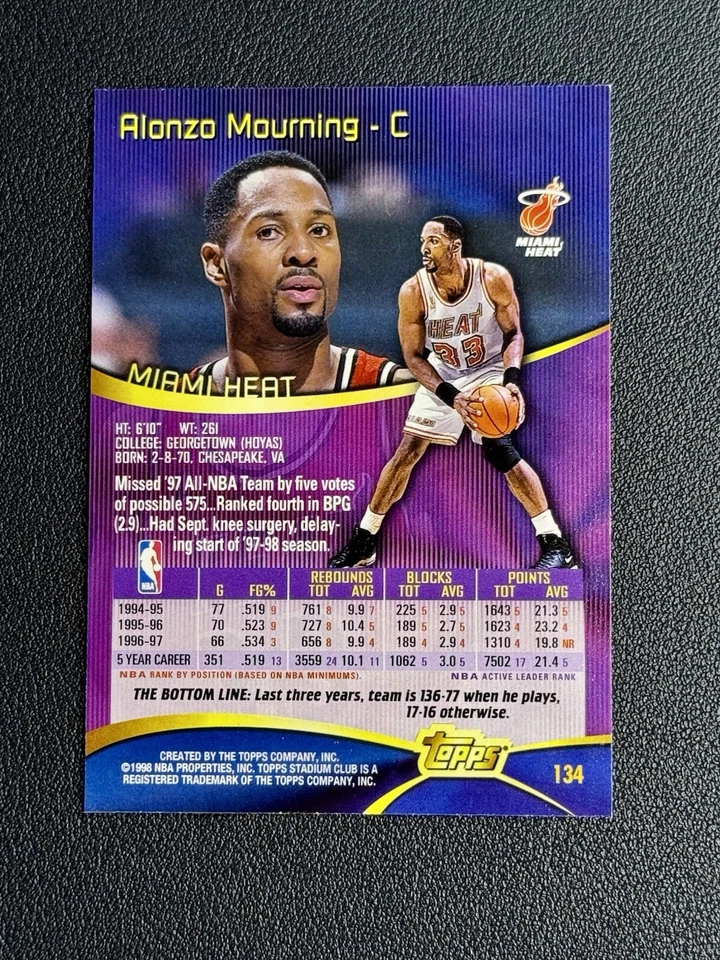 Alonzo Mourning - C
MIAMI HEAT
HEAT
33
MIAMI HEAT
HT: 6'10" WT: 261
COLLEGE: GEORGETOWN (HOYAS)
BORN: 2-8-70, CHESAPEAKE, VA
Missed '97 All-NBA Team by five votes
of possible 575...Ranked fourth in BPG
(2.9)...Had Sept. knee surgery, delay-
ing start of '97-98 season.
NBA
REBOUNDS BLOCKS POINTS
G FG% TOT AVG TOT AVG TOT AVG
1994-95 77 .519 9 761 8 9.9 7 225 5 2.9 5 1643 5 21.3 5
1995-96 70 .523 9 727 8 10.4 5 189 5 2.7 5 1623 4 23.2 4
1996-97 66 .534 3 656 8 9.9 4 189 4 2.9 4 1310 4 19.8 NR
5 YEAR CAREER 351 .519 13 3559 24 10.1 11 1062 5 3.0 5 7502 17 21.4 5
NBA RANK BY POSITION (BASED ON NBA MINIMUMS). NBA ACTIVE LEADER RANK
THE BOTTOM LINE: Last three years, team is 136-77 when he plays,
17-16 otherwise.
Topps
CREATED BY THE TOPPS COMPANY, INC.
©1998 NBA PROPERTIES, INC. TOPPS STADIUM CLUB IS A
REGISTERED TRADEMARK OF THE TOPPS COMPANY, INC.
134